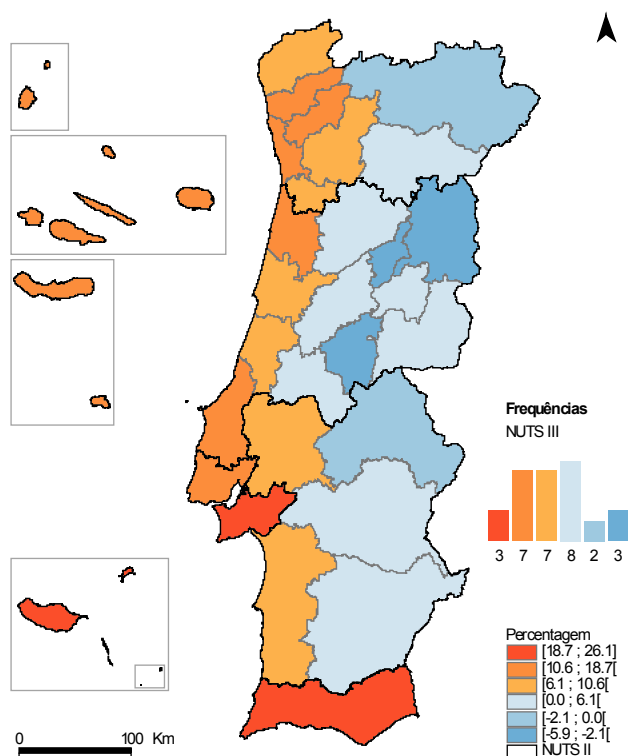 Frequências
NUTS III
3 7 7 8 2 3
Percentagem
[18.7 ; 26.1]
[10.6 ; 18.7[
[6.1 ; 10.6[
[0.0 ; 6.1[
[-2.1 ; 0.0[
[-5.9 ; -2.1[
NUTS II
0 100 Km